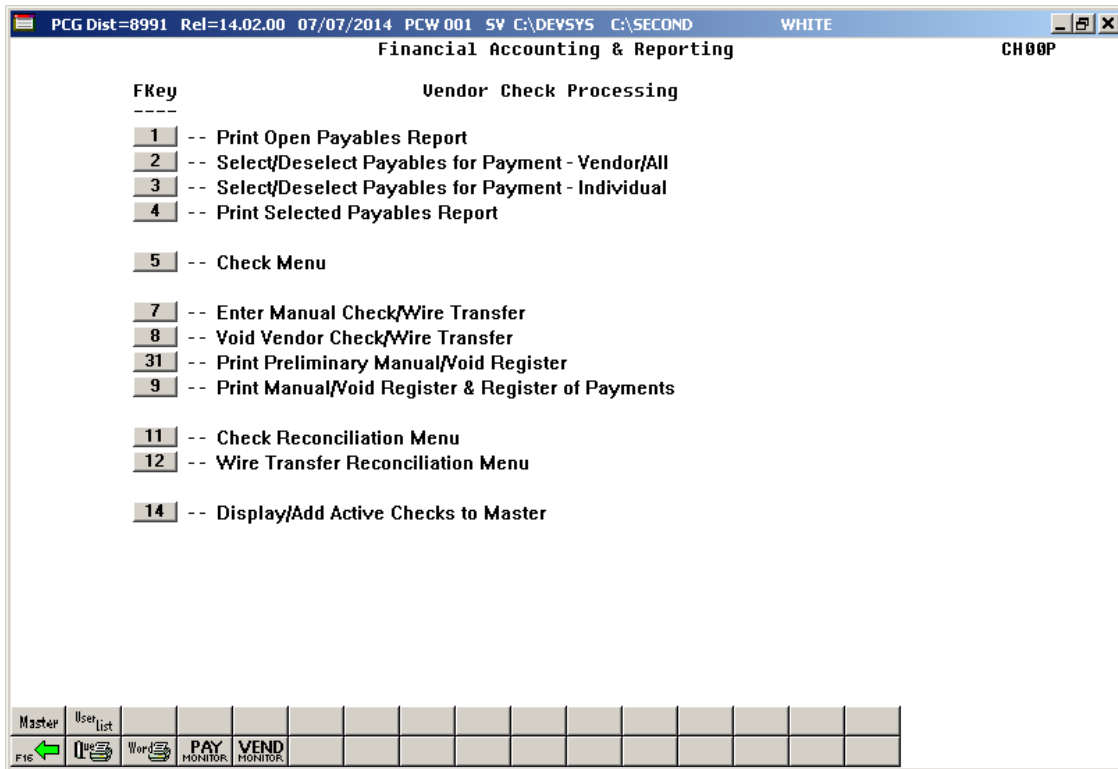 PCG Dist=8991 Rel=14.02.00 07/07/2014 PCW 001 SV C:\DEVSYS C:\SECOND WHITE
Financial Accounting & Reporting CH00P
FKey Vendor Check Processing
----
1 -- Print Open Payables Report
2 -- Select/Deselect Payables for Payment - Vendor/All
3 -- Select/Deselect Payables for Payment - Individual
4 -- Print Selected Payables Report
5 -- Check Menu
7 -- Enter Manual Check/Wire Transfer
8 -- Void Vendor Check/Wire Transfer
31 -- Print Preliminary Manual/Void Register
9 -- Print Manual/Void Register & Register of Payments
11 -- Check Reconciliation Menu
12 -- Wire Transfer Reconciliation Menu
14 -- Display/Add Active Checks to Master
Master User List
F16 Que Word PAY MONITOR VEND MONITOR